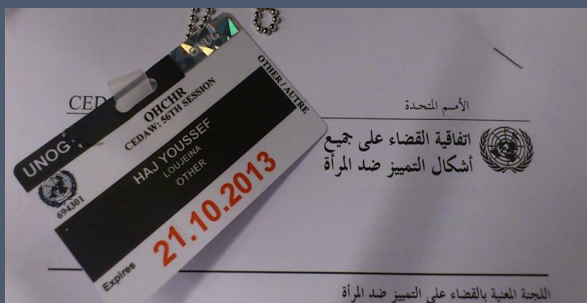 UNOG
OHCHR
CEDAW: 56TH SESSION
OTHER / AUTRE
HAJ YOUSSEF
LOUJEINA
OTHER
694301
Expires
21.10.2013
CED
الأمم المتحدة
اتفاقية القضاء على جميع
أشكال التمييز ضد المرأة
اللجنة المعنية بالقضاء على التمييز ضد المرأة